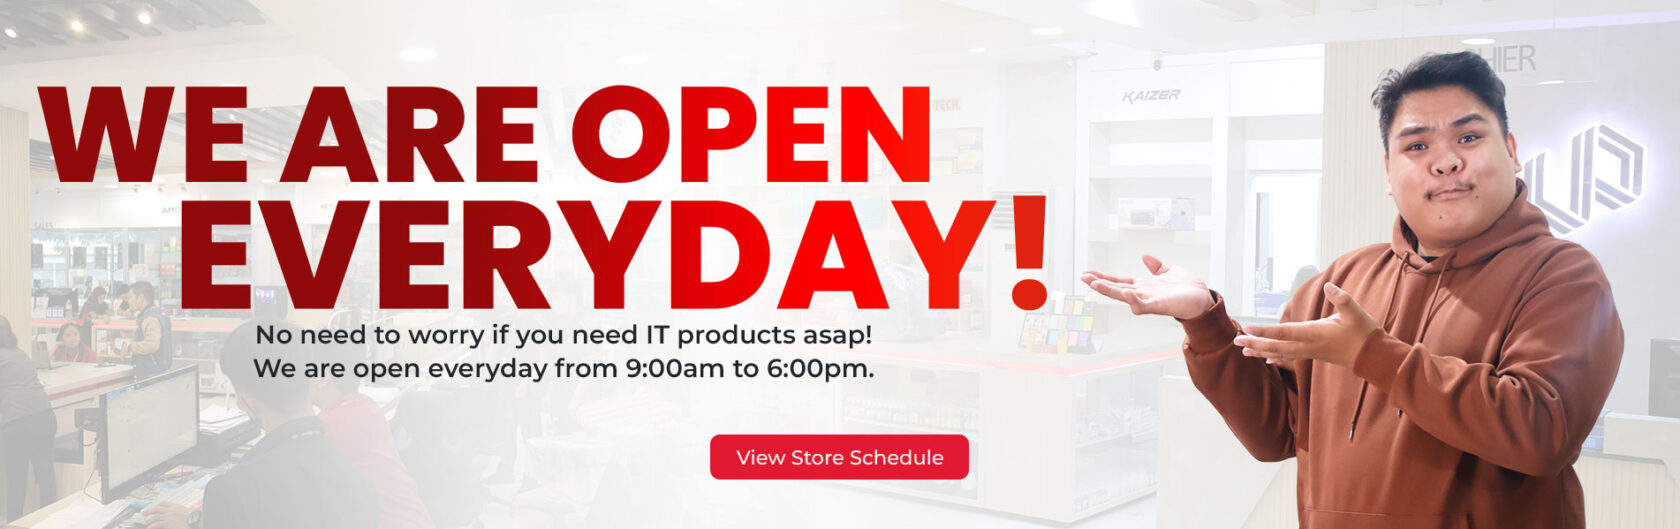 WE ARE OPEN
EVERYDAY!
No need to worry if you need IT products asap!
We are open everyday from 9:00am to 6:00pm.
View Store Schedule
KAIZER